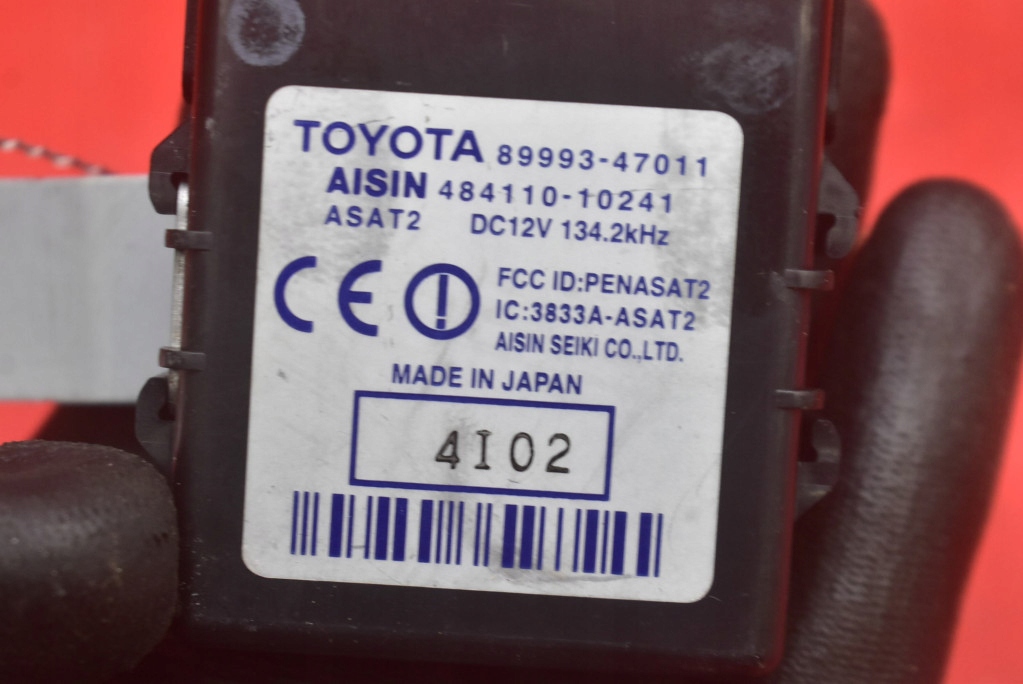 TOYOTA 89993-47011
AISIN 484110-10241
ASAT2 DC12V 134.2kHz
CE FCC ID:PENASAT2
IC:3833A-ASAT2
AISIN SEIKI CO.,LTD.
MADE IN JAPAN
4I02